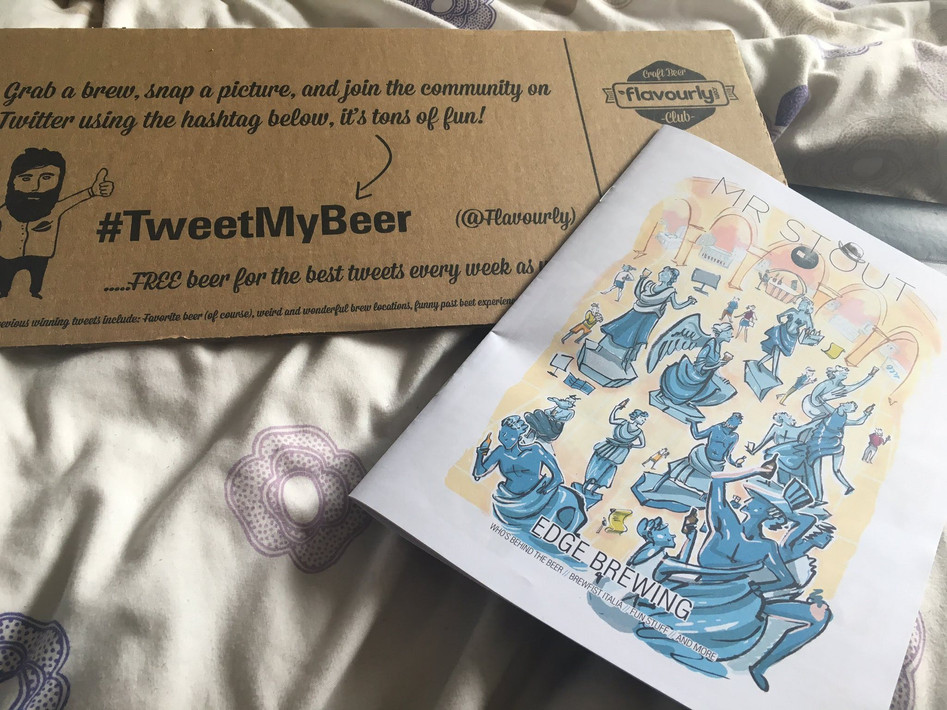 Grab a brew, snap a picture, and join the community on
Twitter using the hashtag below, it's tons of fun!
#TweetMyBeer (@Flavourly)
.....FREE beer for the best tweets every week as
winning tweets include: Favorite beer (of course), weird and wonderful brew locations, funny past beet
Craft Beer
flavourly
-Club-
MR STOUT
EDGE BREWING
WHO'S BEHIND THE BEER // BREWFIST ITALIA // FUN STUFF // AND MORE